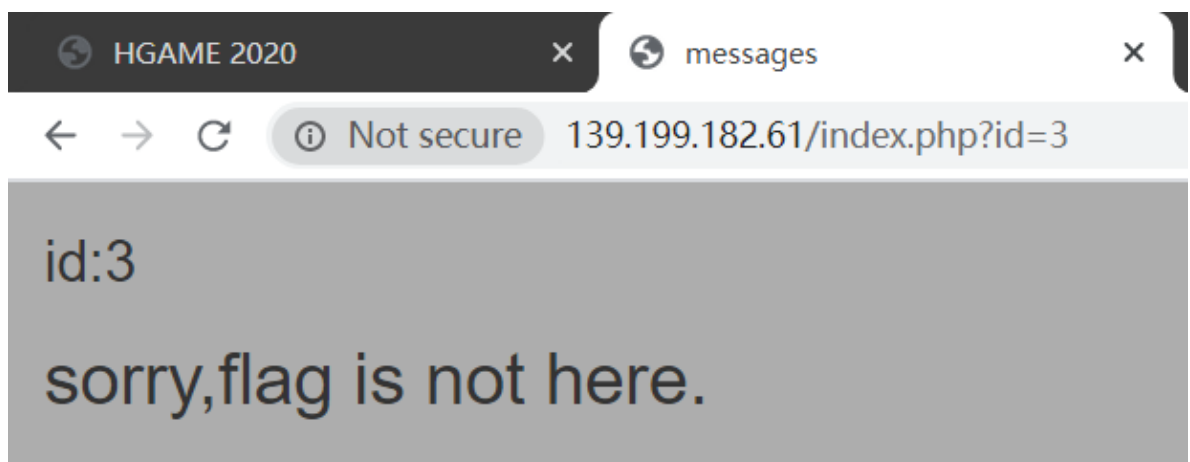 HGAME 2020
messages
Not secure 139.199.182.61/index.php?id=3
id:3
sorry,flag is not here.